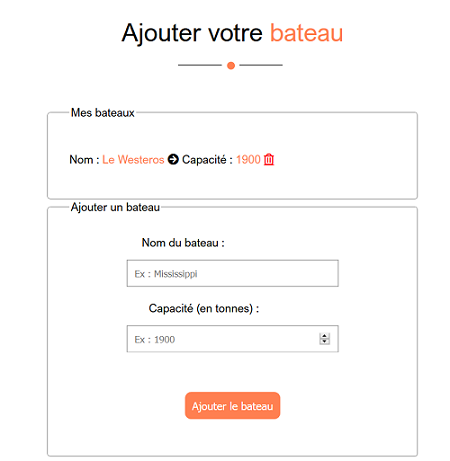 Ajouter votre bateau
Mes bateaux
Nom : Le Westeros Capacité : 1900
Ajouter un bateau
Nom du bateau :
Ex : Mississippi
Capacité (en tonnes) :
Ex : 1900
Ajouter le bateau